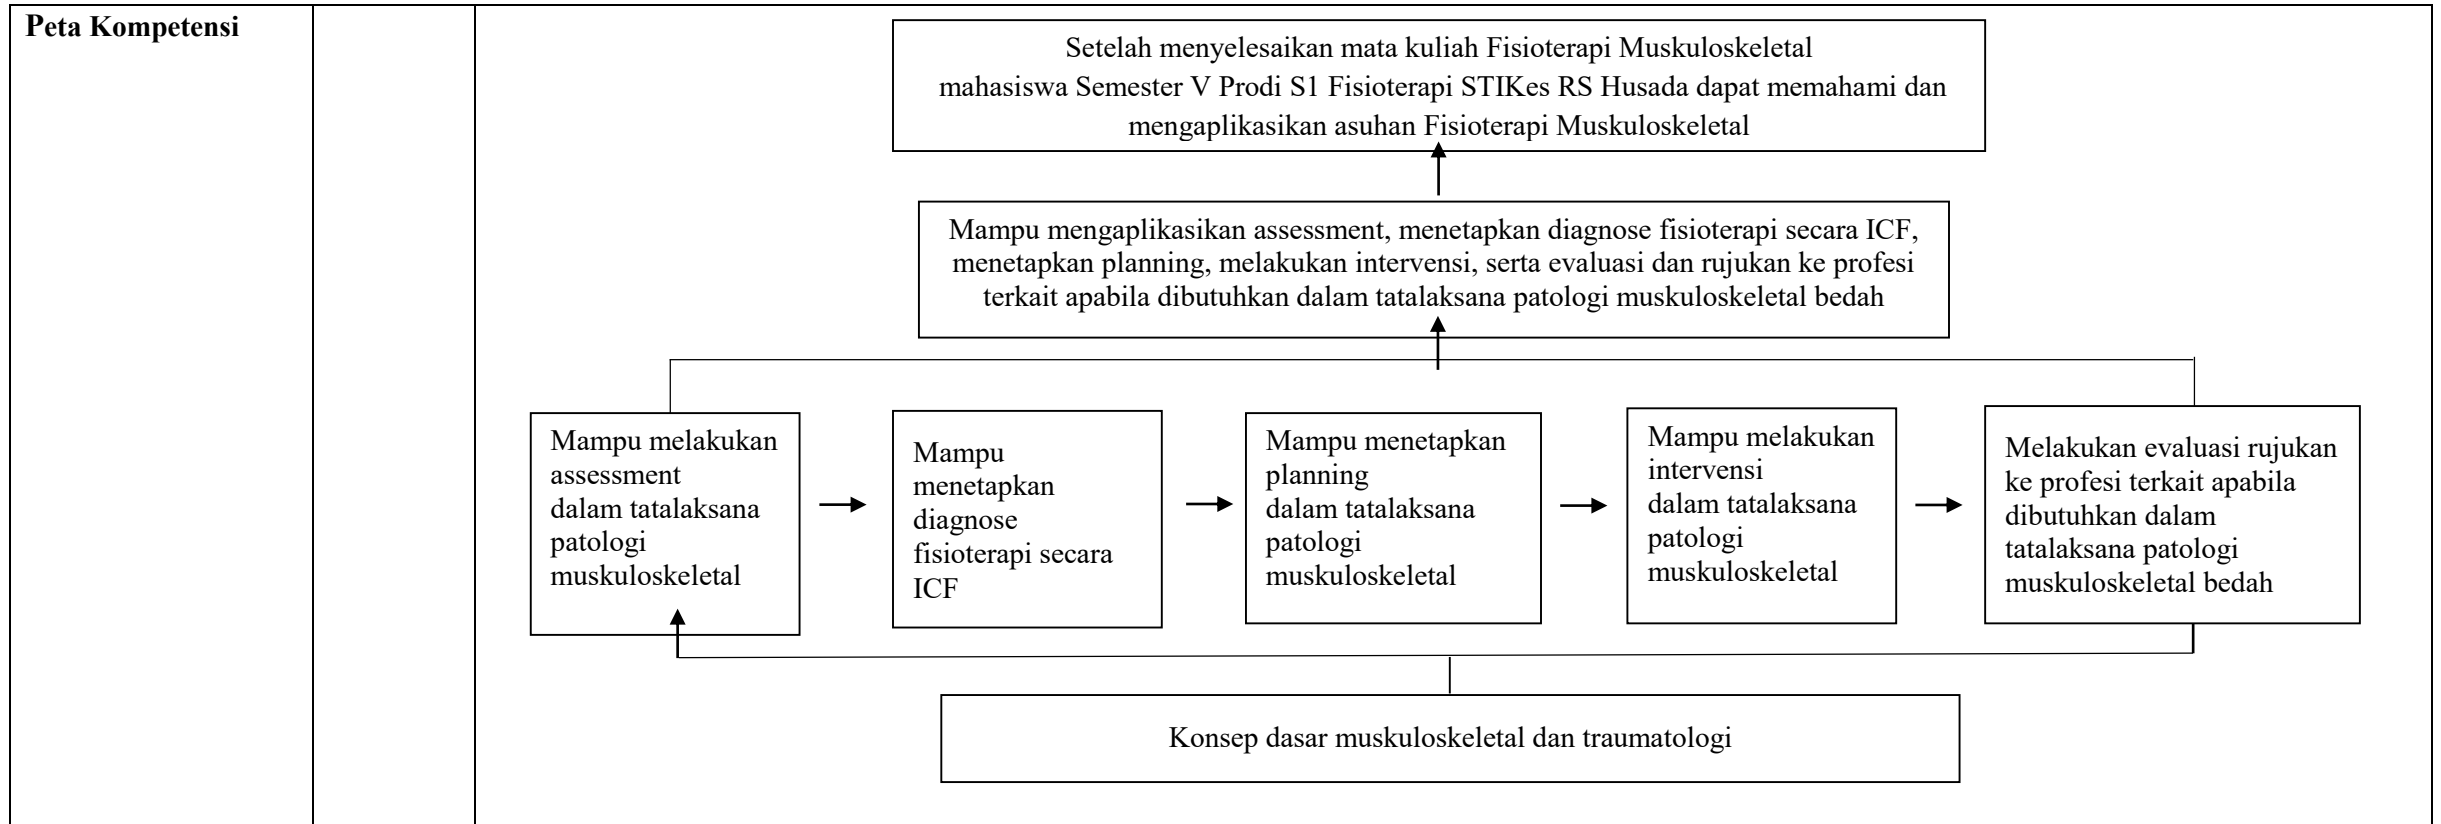 Peta Kompetensi
Setelah menyelesaikan mata kuliah Fisioterapi Muskuloskeletal
mahasiswa Semester V Prodi S1 Fisioterapi STIKes RS Husada dapat memahami dan
mengaplikasikan asuhan Fisioterapi Muskuloskeletal
Mampu mengaplikasikan assessment, menetapkan diagnose fisioterapi secara ICF,
menetapkan planning, melakukan intervensi, serta evaluasi dan rujukan ke profesi
terkait apabila dibutuhkan dalam tatalaksana patologi muskuloskeletal bedah
Mampu melakukan
assessment
dalam tatalaksana
patologi
muskuloskeletal
Mampu
menetapkan
diagnose
fisioterapi secara
ICF
Mampu menetapkan
planning
dalam tatalaksana
patologi
muskuloskeletal
Mampu melakukan
intervensi
dalam tatalaksana
patologi
muskuloskeletal
Melakukan evaluasi rujukan
ke profesi terkait apabila
dibutuhkan dalam
tatalaksana patologi
muskuloskeletal bedah
Konsep dasar muskuloskeletal dan traumatologi